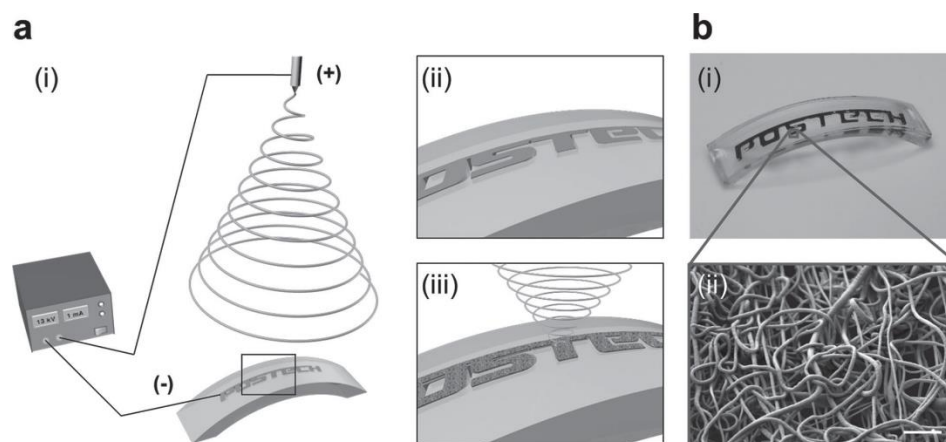 a
b
(i)
(+)
(ii)
(i)
POSTECH
13 kV 1 mA
(-)
POSTECH
(iii)
(ii)